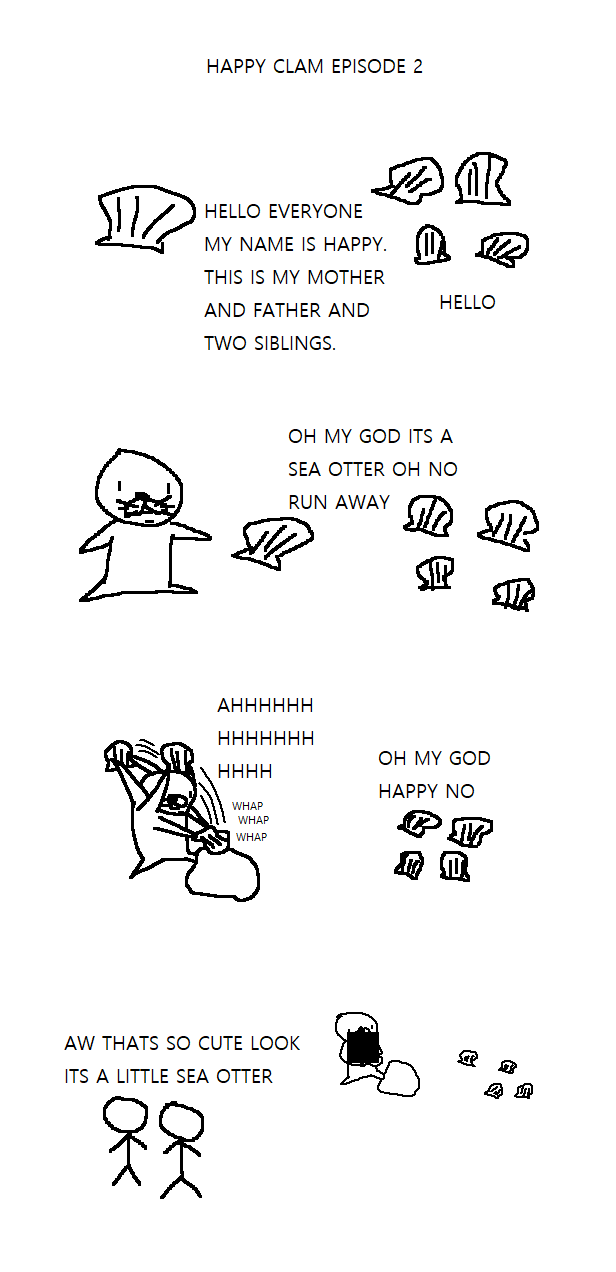 HAPPY CLAM EPISODE 2
HELLO EVERYONE
MY NAME IS HAPPY.
THIS IS MY MOTHER
AND FATHER AND
TWO SIBLINGS.
HELLO
OH MY GOD ITS A
SEA OTTER OH NO
RUN AWAY
AHHHHHH
HHHHHHH
HHHH
WHAP
WHAP
WHAP
OH MY GOD
HAPPY NO
AW THATS SO CUTE LOOK
ITS A LITTLE SEA OTTER